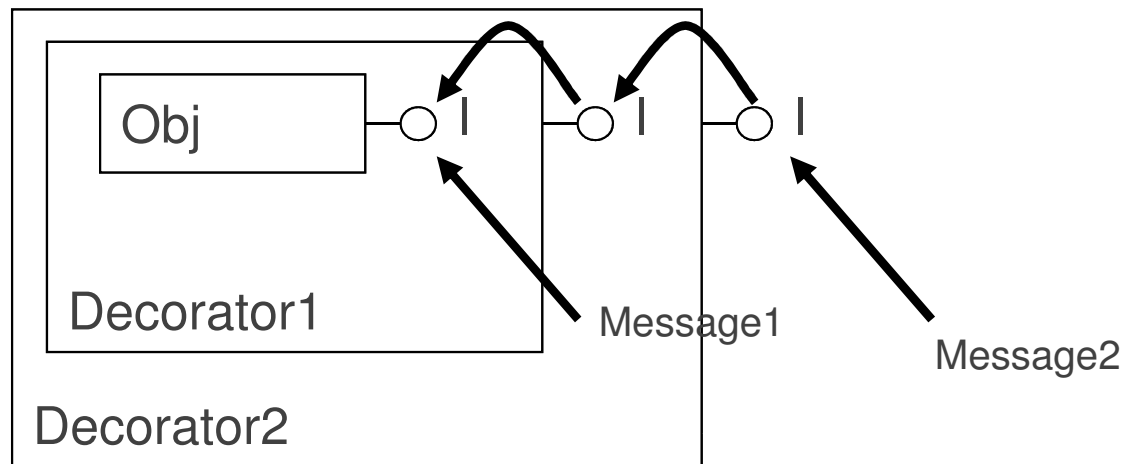 Obj
I
I
I
Decorator1
Message1
Message2
Decorator2